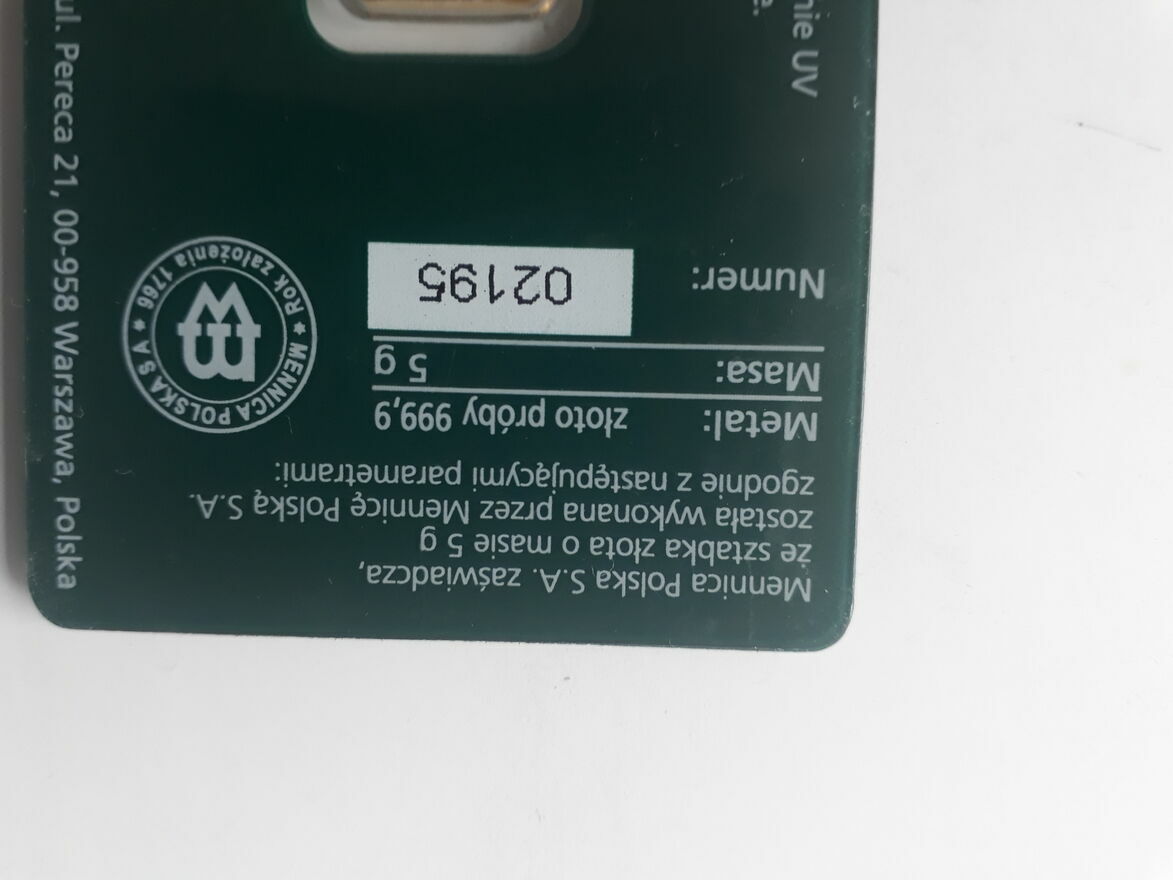 Mennica Polska S.A. zaświadcza,
że sztabka złota o masie 5 g
została wykonana przez Mennicę Polską S.A.
zgodnie z następującymi parametrami:
Metal: złoto próby 999,9
Masa: 5 g
Numer: 02195
MENNICA POLSKA S A * Rok założenia 1766 *
ul. Pereca 21, 00-958 Warszawa, Polska
UV